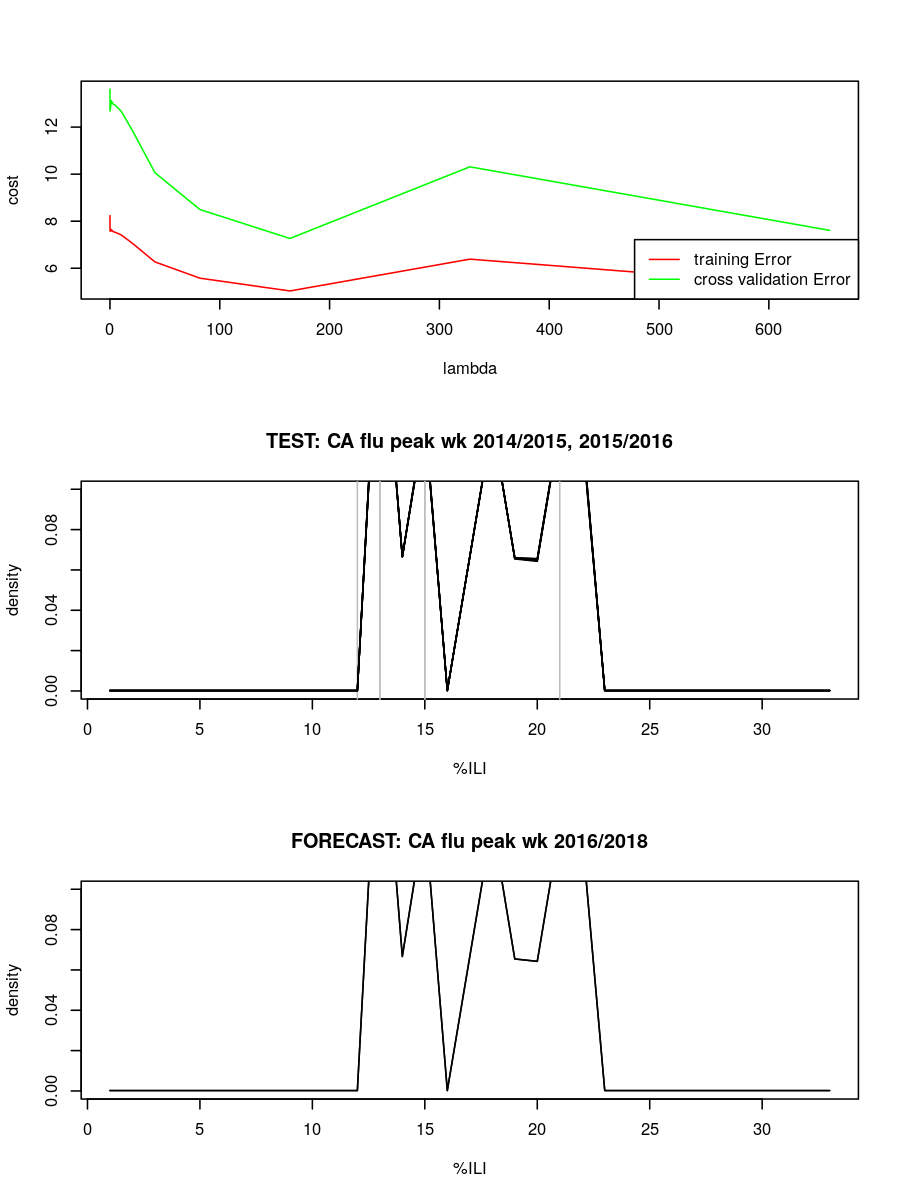 cost
12
10
8
6
training Error
cross validation Error
0 100 200 300 400 500 600
lambda
TEST: CA flu peak wk 2014/2015, 2015/2016
density
0.08
0.04
0.00
0 5 10 15 20 25 30
%ILI
FORECAST: CA flu peak wk 2016/2018
density
0.08
0.04
0.00
0 5 10 15 20 25 30
%ILI